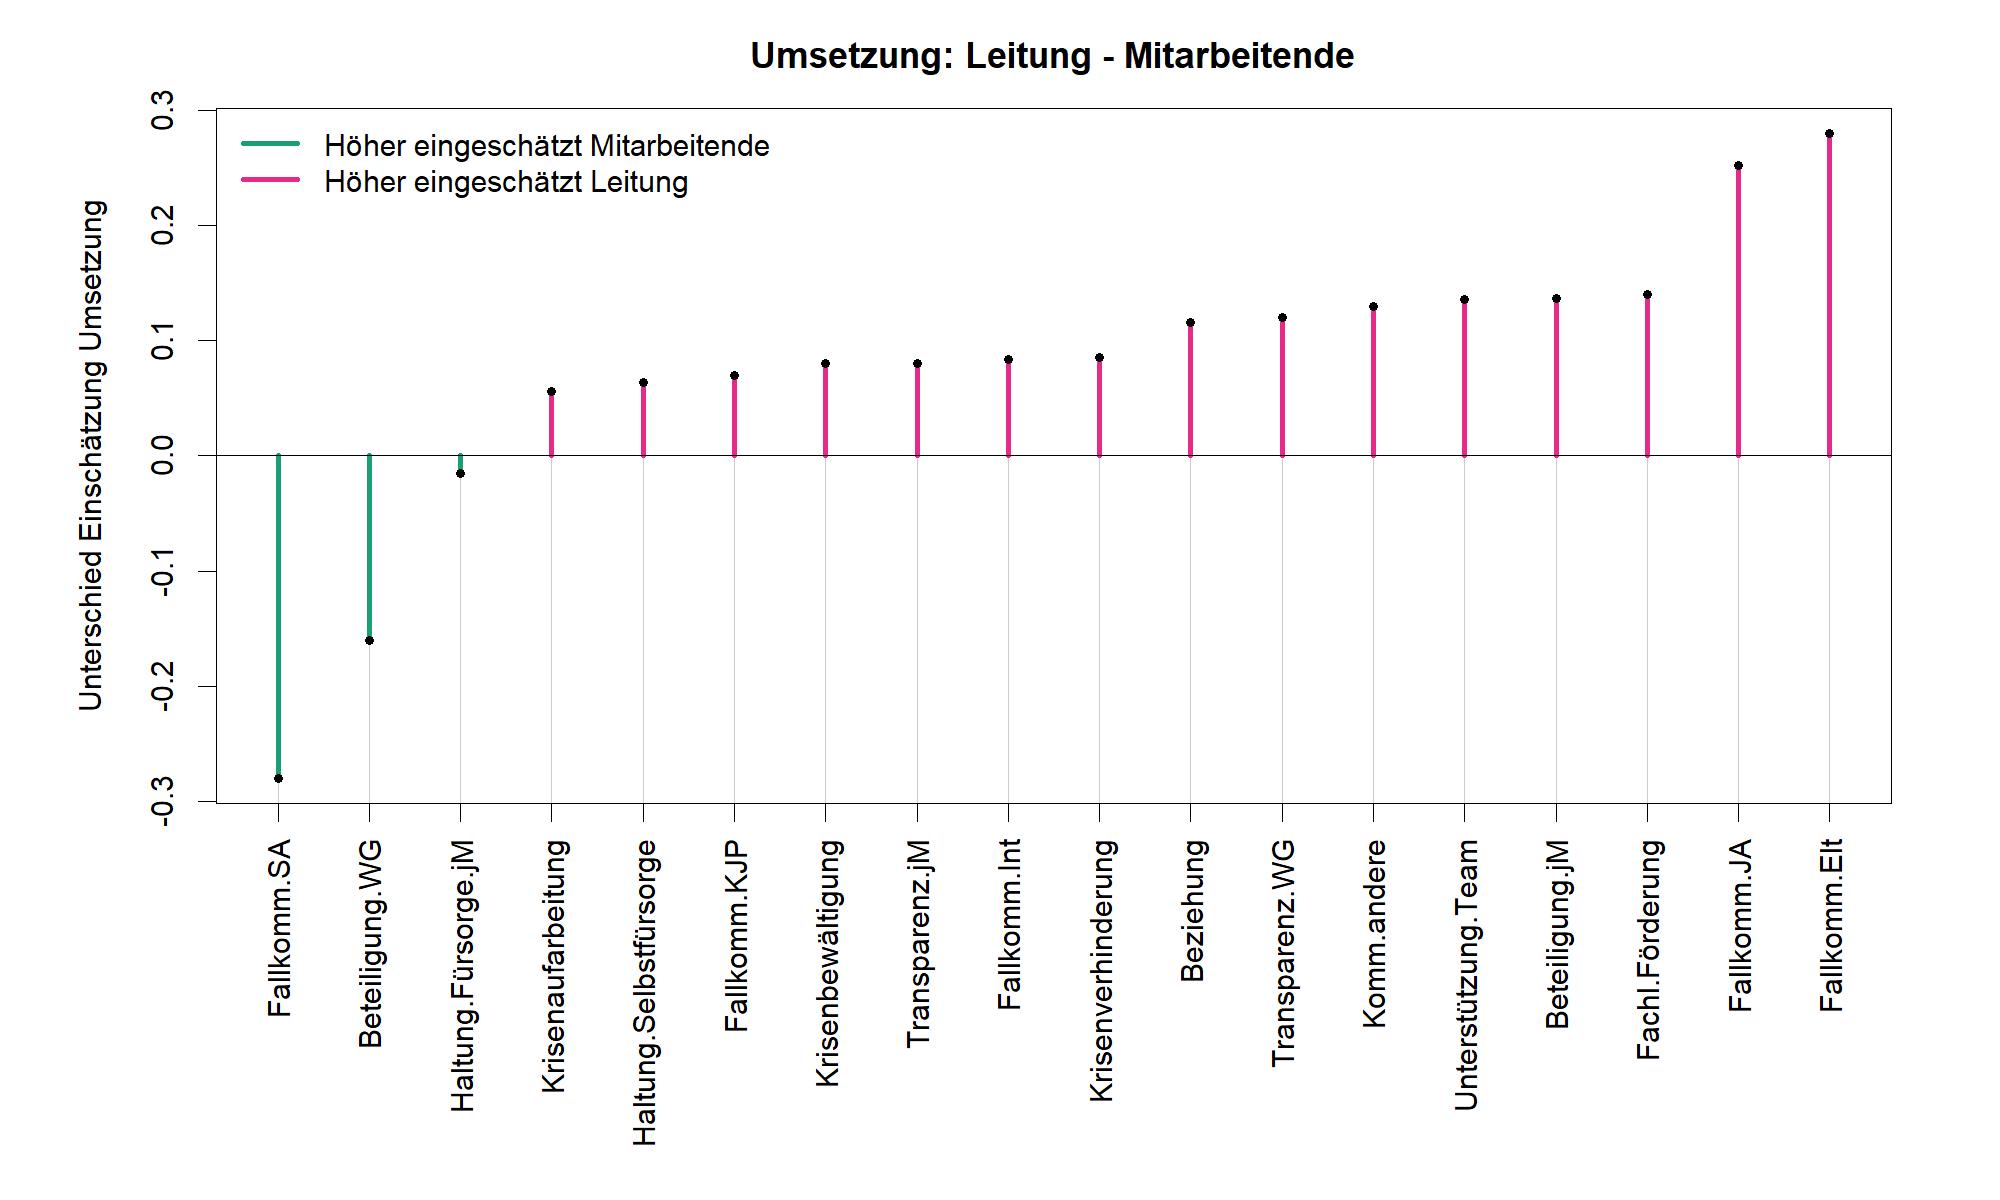 Umsetzung: Leitung - Mitarbeitende
Höher eingeschätzt Mitarbeitende
Höher eingeschätzt Leitung
Unterschied Einschätzung Umsetzung
0.3
0.2
0.1
0.0
-0.1
-0.2
-0.3
Fallkomm.SA
Beteiligung.WG
Haltung.Fürsorge.jM
Krisenaufarbeitung
Haltung.Selbstfürsorge
Fallkomm.KJP
Krisenbewältigung
Transparenz.jM
Fallkomm.Int
Krisenverhinderung
Beziehung
Transparenz.WG
Komm.andere
Unterstützung.Team
Beteiligung.jM
Fachl.Förderung
Fallkomm.JA
Fallkomm.Elt